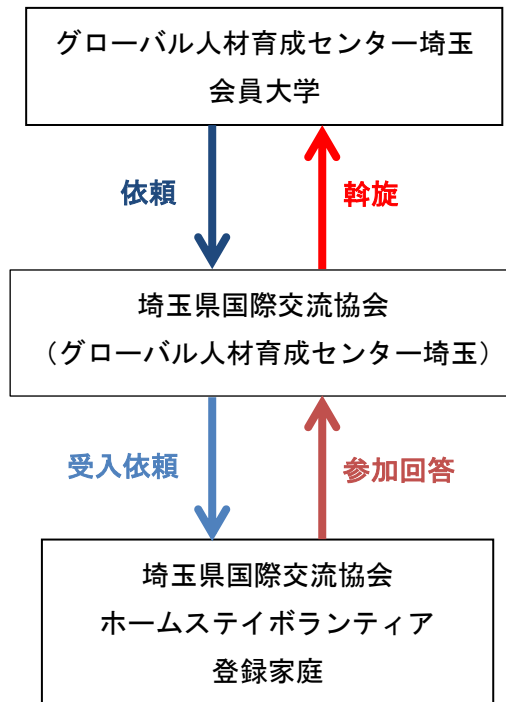 グローバル人材育成センター埼玉
会員大学
依頼
斡旋
埼玉県国際交流協会
（グローバル人材育成センター埼玉）
受入依頼
参加回答
埼玉県国際交流協会
ホームステイボランティア
登録家庭